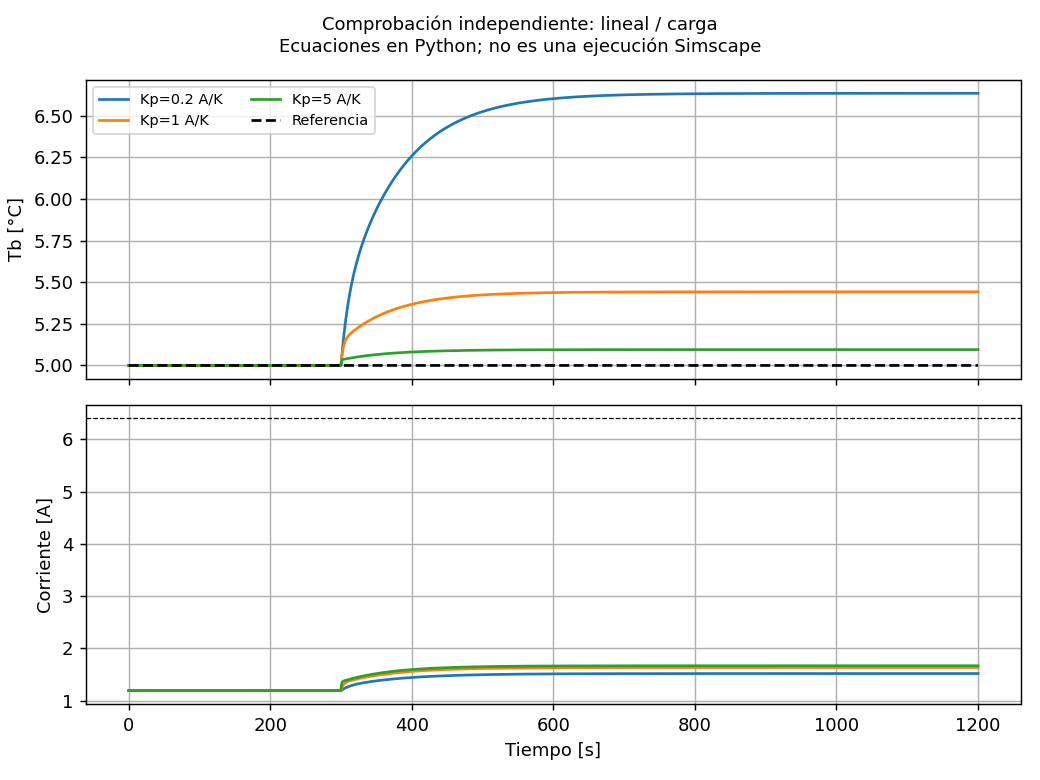 Comprobación independiente: lineal / carga
Ecuaciones en Python; no es una ejecución Simscape
Kp=0.2 A/K
Kp=1 A/K
Kp=5 A/K
Referencia
Tb [°C]
6.50
6.25
6.00
5.75
5.50
5.25
5.00
Corriente [A]
6
5
4
3
2
1
0
200
400
600
800
1000
1200
Tiempo [s]